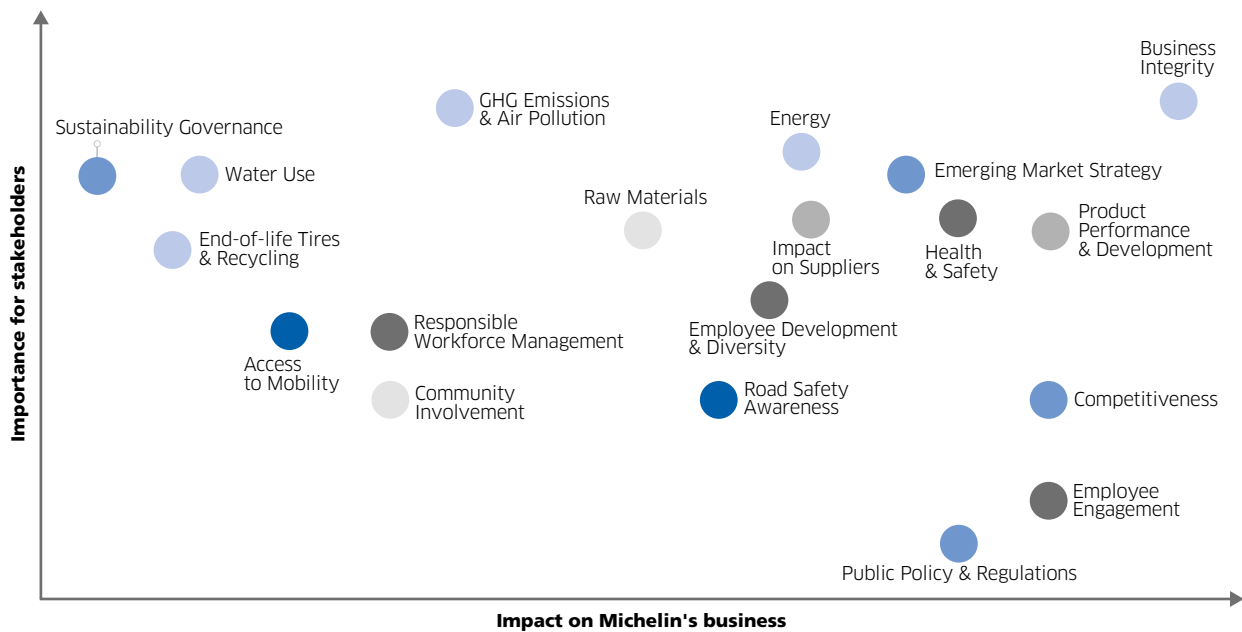 Business
Integrity
GHG Emissions
& Air Pollution
Energy
Sustainability Governance
Water Use
Emerging Market Strategy
Raw Materials
Product
Performance
& Development
End-of-life Tires
& Recycling
Impact
on Suppliers
Health
& Safety
Responsible
Workforce Management
Employee Development
& Diversity
Access
to Mobility
Community
Involvement
Road Safety
Awareness
Competitiveness
Employee
Engagement
Public Policy & Regulations
Importance for stakeholders
Impact on Michelin's business